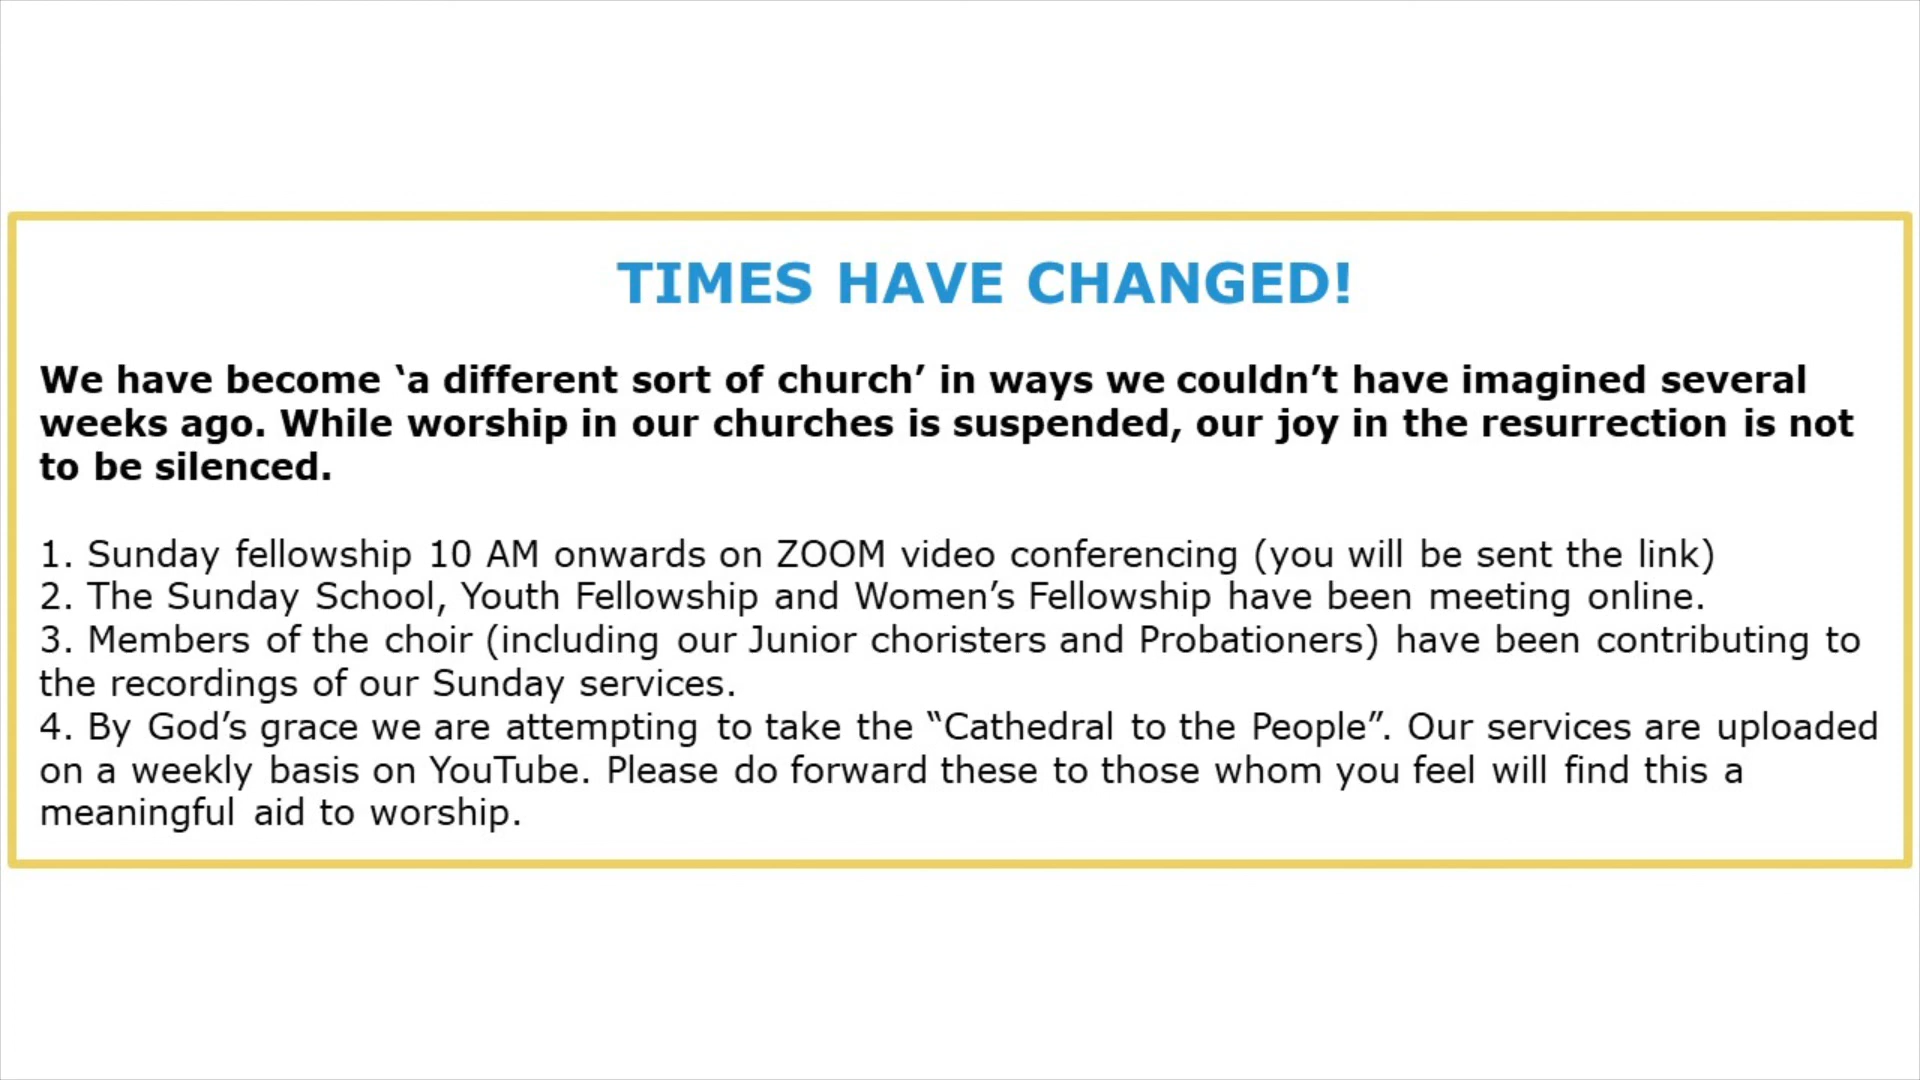 TIMES HAVE CHANGED!
We have become ‘a different sort of church’ in ways we couldn’t have imagined several
weeks ago. While worship in our churches is suspended, our joy in the resurrection is not
to be silenced.
1. Sunday fellowship 10 AM onwards on ZOOM video conferencing (you will be sent the link)
2. The Sunday School, Youth Fellowship and Women’s Fellowship have been meeting online.
3. Members of the choir (including our Junior choristers and Probationers) have been contributing to
the recordings of our Sunday services.
4. By God’s grace we are attempting to take the “Cathedral to the People”. Our services are uploaded
on a weekly basis on YouTube. Please do forward these to those whom you feel will find this a
meaningful aid to worship.